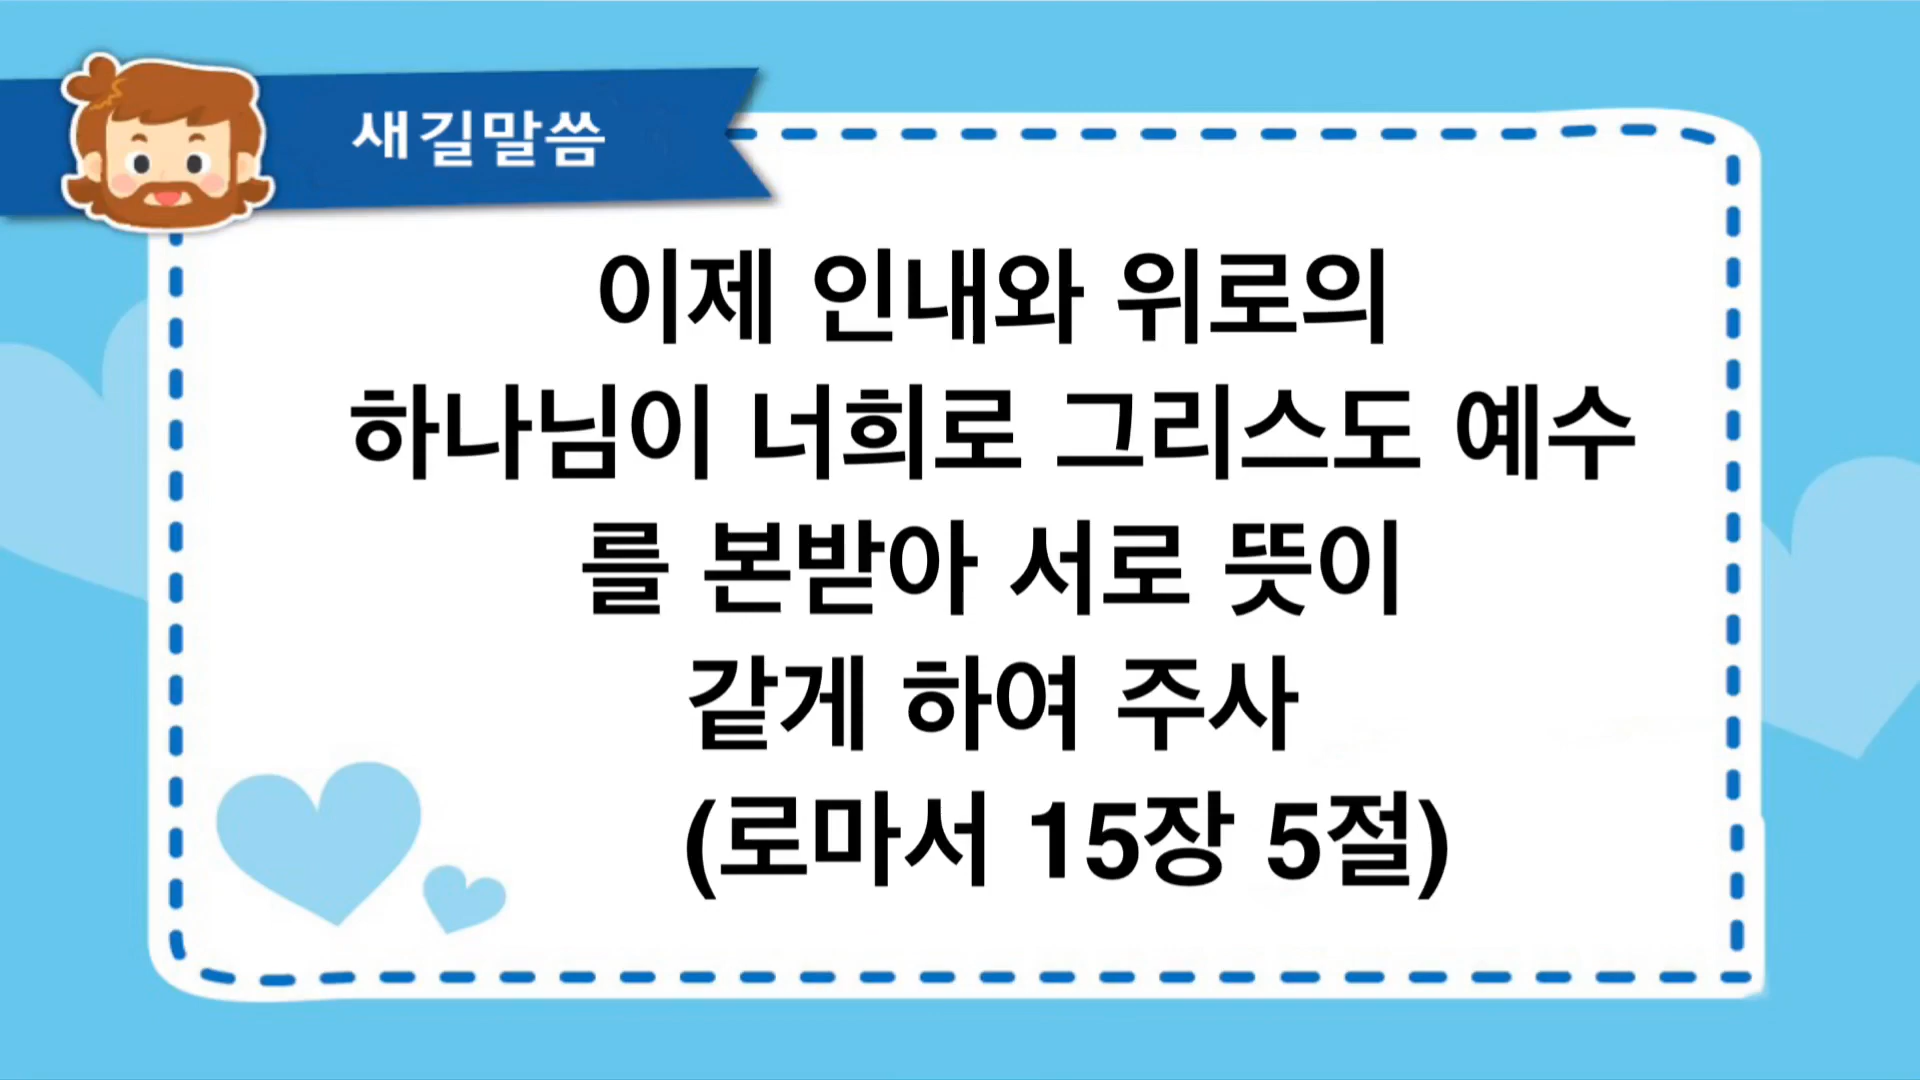 새길말씀
이제 인내와 위로의
하나님이 너희로 그리스도 예수
를 본받아 서로 뜻이
같게 하여 주사
(로마서 15장 5절)